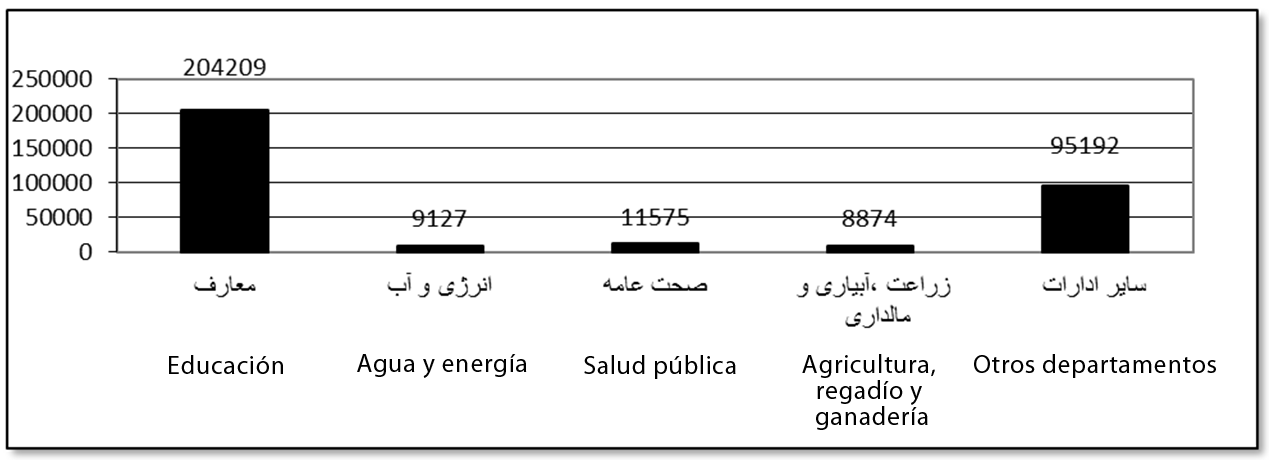 204209
250000
200000
150000
100000
50000
0
9127
11575
8874
95192
معارف
انرژی و آب
صحت عامه
زراعت ،آبیاری و
مالداری
سایر ادارات
Educación
Agua y energía
Salud pública
Agricultura,
regadío y
ganadería
Otros departamentos